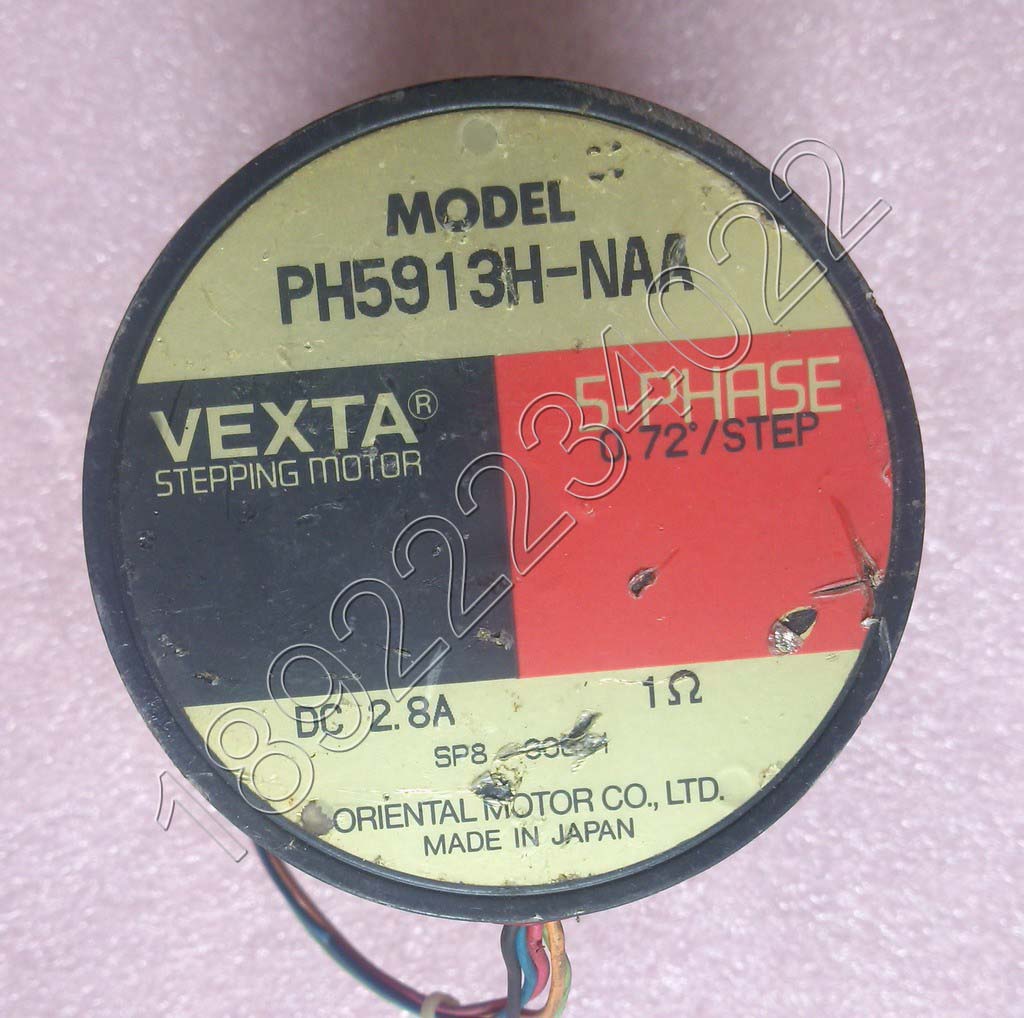 MODEL
PH5913H-NAA
VEXTA®
STEPPING MOTOR
5-PHASE
0.72°/STEP
DC 2.8A
1Ω
SP8
ORIENTAL MOTOR CO., LTD.
MADE IN JAPAN
18922234022